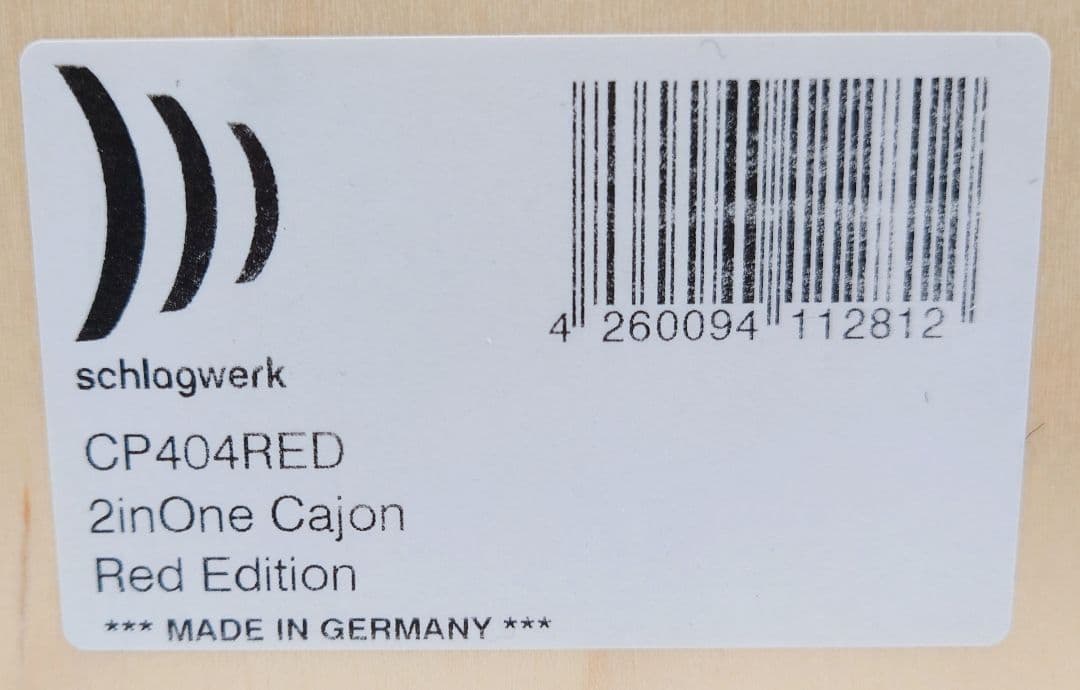 4 260094 112812
schlagwerk
CP404RED
2inOne Cajon
Red Edition
*** MADE IN GERMANY ***